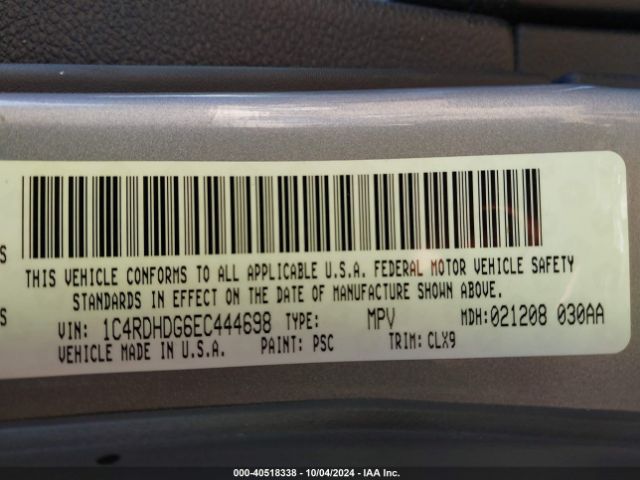 THIS VEHICLE CONFORMS TO ALL APPLICABLE U.S.A. FEDERAL MOTOR VEHICLE SAFETY
STANDARDS IN EFFECT ON THE DATE OF MANUFACTURE SHOWN ABOVE.
VIN: 1C4RDHDG6EC444698 TYPE: MPV MDH: 021208 030AA
VEHICLE MADE IN U.S.A. PAINT: PSC TRIM: CLX9
000-40518338 - 10/04/2024 - IAA Inc.